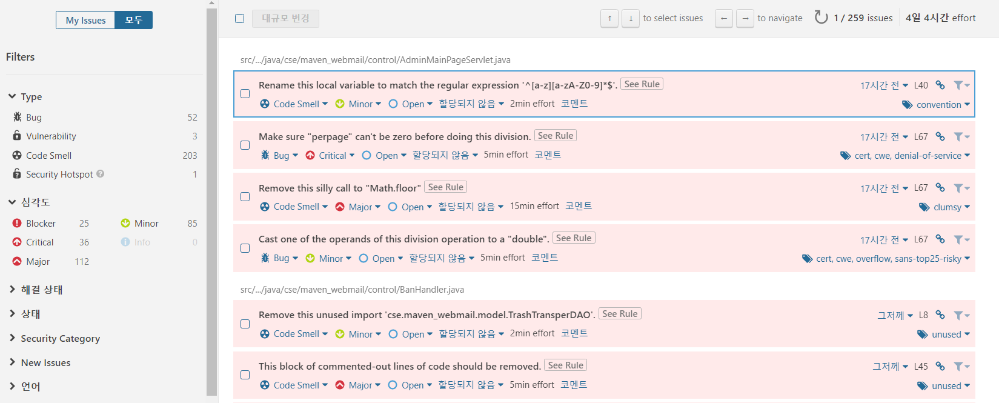 My Issues 모두
Filters
Type
Bug 52
Vulnerability 3
Code Smell 203
Security Hotspot ? 1
심각도
Blocker 25 Minor 85
Critical 36 Info 0
Major 112
해결 상태
상태
Security Category
New Issues
언어
대규모 변경 ↑ ↓ to select issues ← → to navigate 1 / 259 issues 4일 4시간 effort
src/.../java/cse/maven_webmail/control/AdminMainPageServlet.java
Rename this local variable to match the regular expression '^[a-z][a-zA-Z0-9]*$'. See Rule 17시간 전 L40
Code Smell Minor Open 할당되지 않음 2min effort 코멘트 convention
Make sure "perpage" can't be zero before doing this division. See Rule 17시간 전 L67
Bug Critical Open 할당되지 않음 5min effort 코멘트 cert, cwe, denial-of-service
Remove this silly call to "Math.floor" See Rule 17시간 전 L67
Code Smell Major Open 할당되지 않음 15min effort 코멘트 clumsy
Cast one of the operands of this division operation to a "double". See Rule 17시간 전 L67
Bug Minor Open 할당되지 않음 5min effort 코멘트 cert, cwe, overflow, sans-top25-risky
src/.../java/cse/maven_webmail/control/BanHandler.java
Remove this unused import 'cse.maven_webmail.model.TrashTransperDAO'. See Rule 그저께 L8
Code Smell Minor Open 할당되지 않음 2min effort 코멘트 unused
This block of commented-out lines of code should be removed. See Rule 그저께 L45
Code Smell Major Open 할당되지 않음 5min effort 코멘트 unused